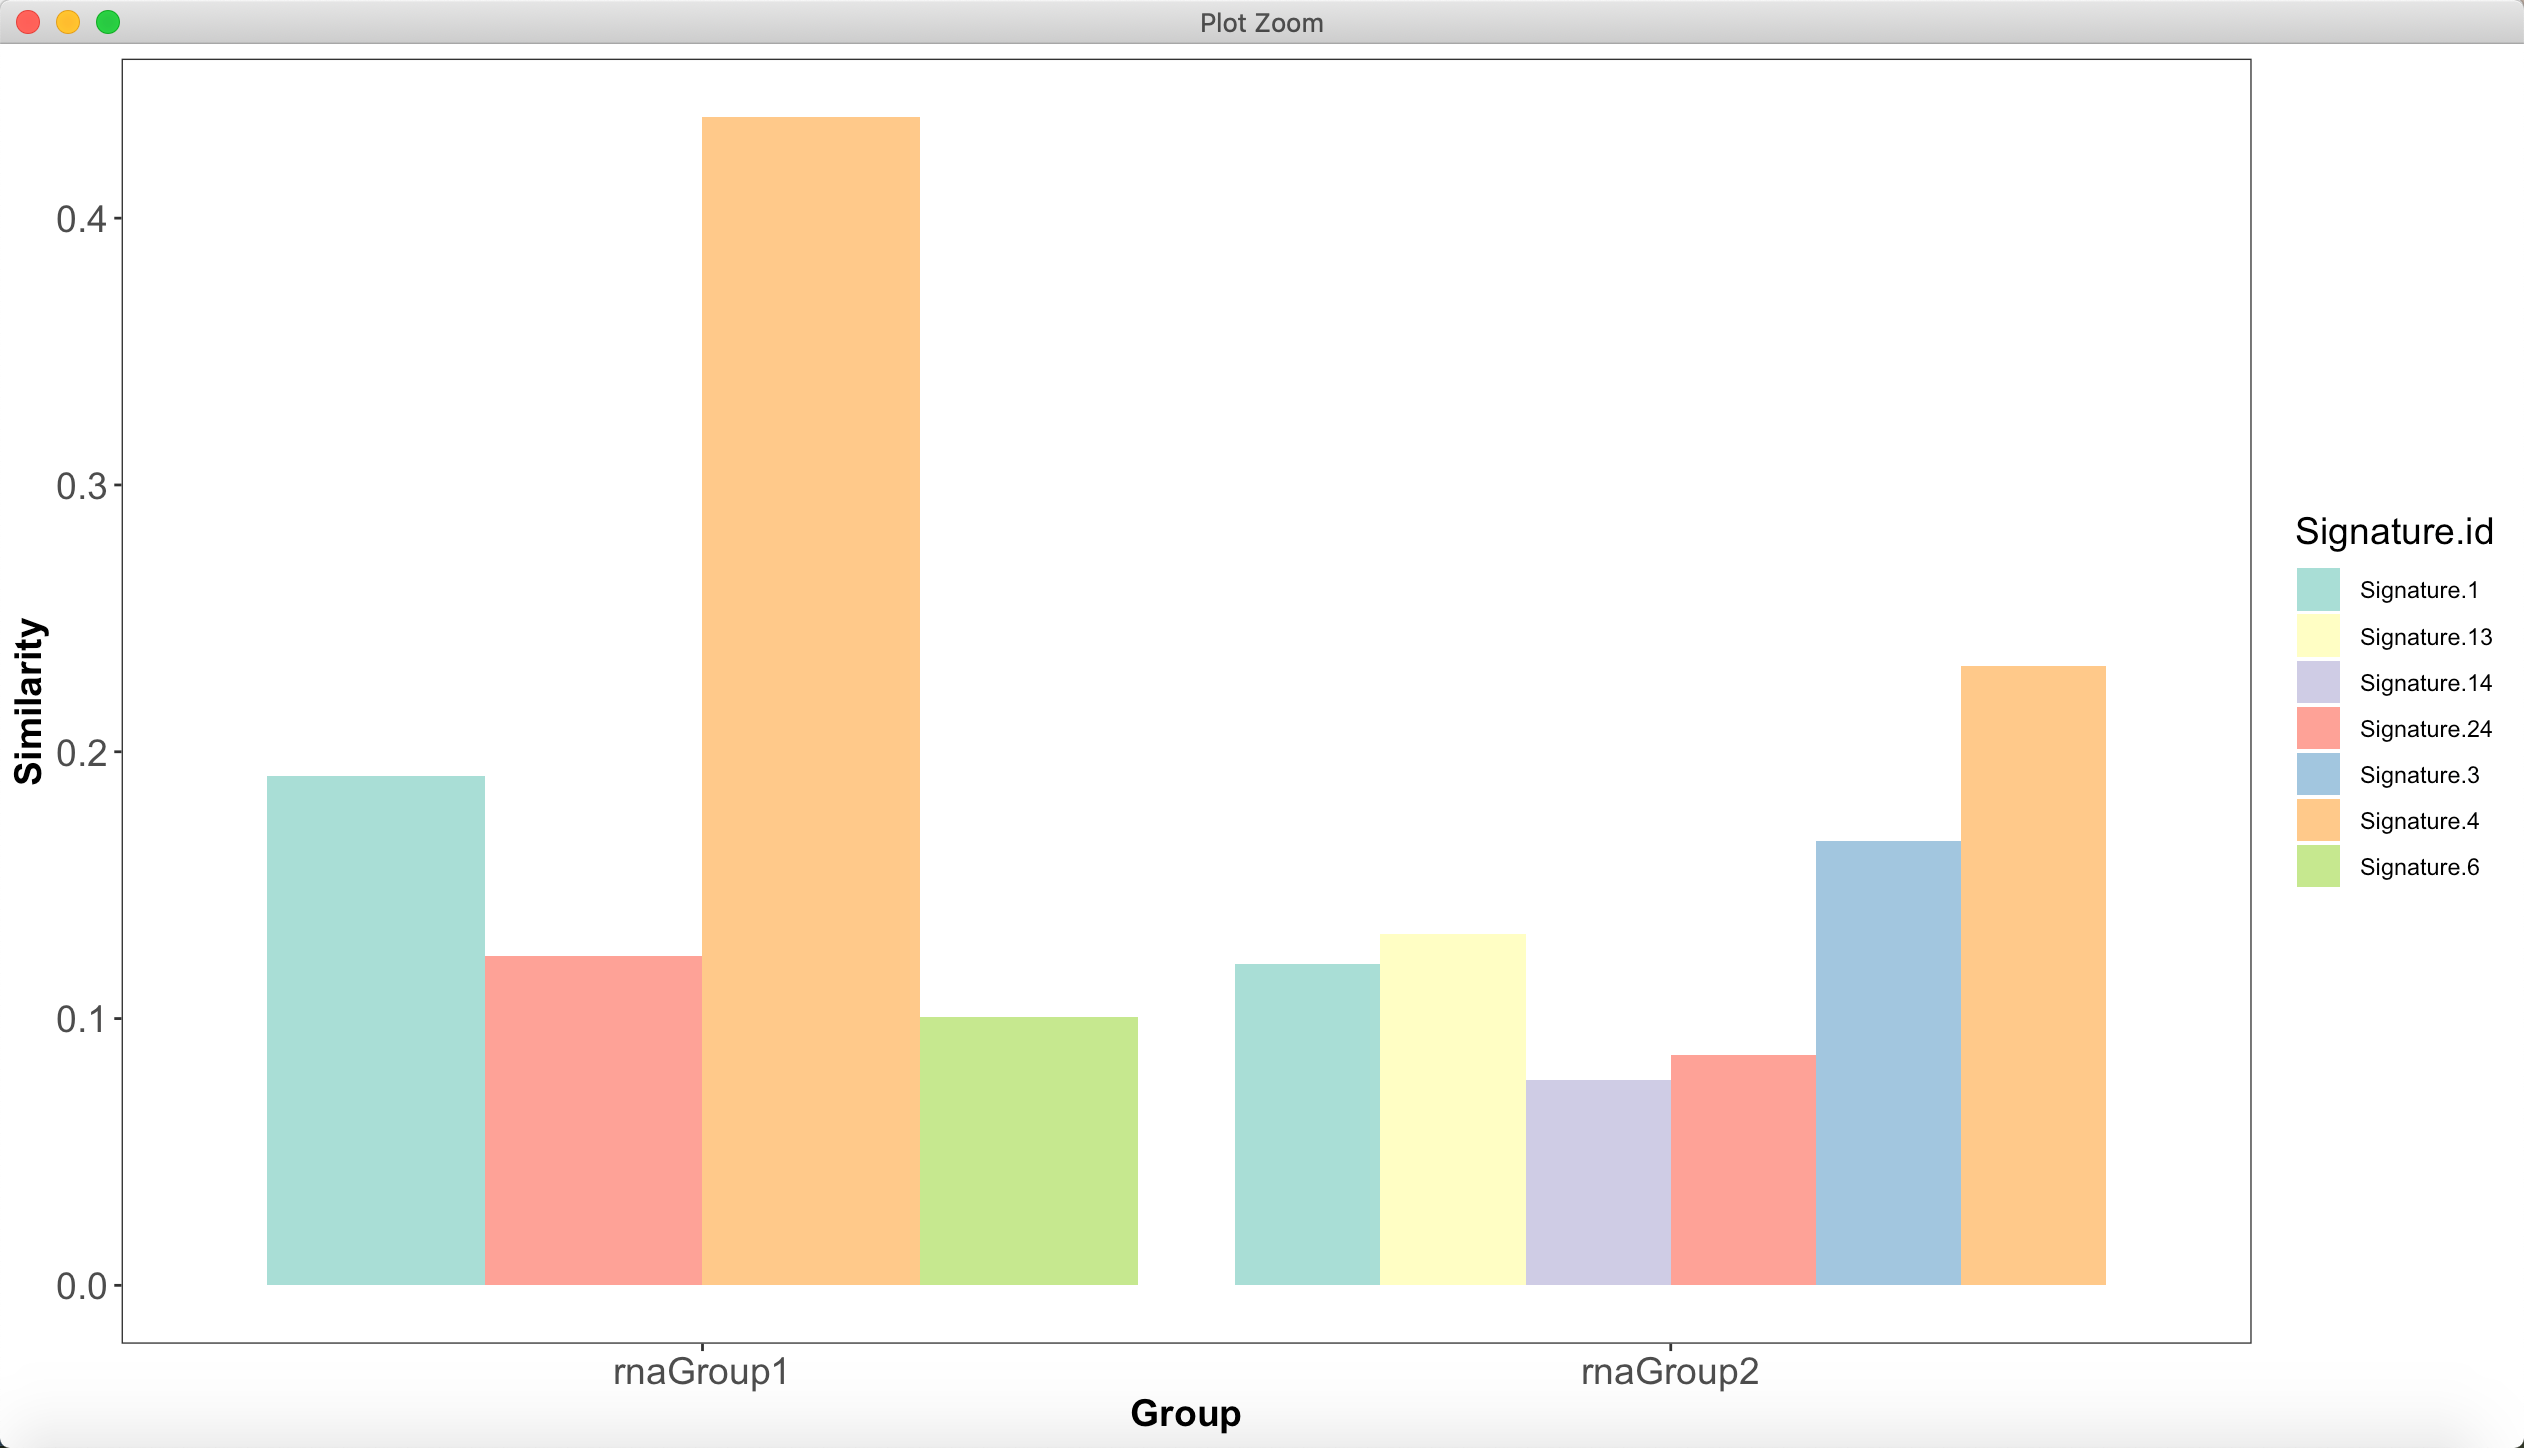 Plot Zoom
0.4
0.3
0.2
0.1
0.0
Similarity
rnaGroup1
rnaGroup2
Group
Signature.id
Signature.1
Signature.13
Signature.14
Signature.24
Signature.3
Signature.4
Signature.6